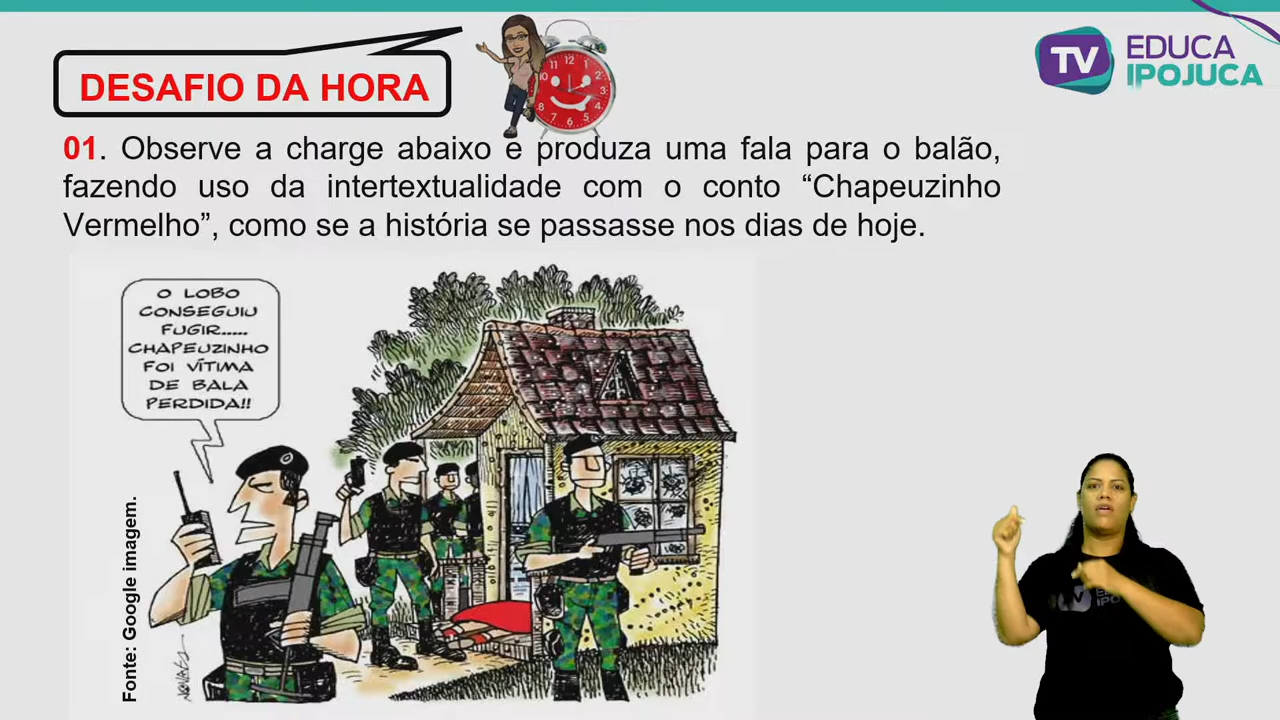 DESAFIO DA HORA
TV EDUCA
IPOJUCA
01. Observe a charge abaixo e produza uma fala para o balão,
fazendo uso da intertextualidade com o conto “Chapeuzinho
Vermelho”, como se a história se passasse nos dias de hoje.
O LOBO
CONSEGUIU
FUGIR.....
CHAPEUZINHO
FOI VÍTIMA
DE BALA
PERDIDA!!
Fonte: Google imagem.